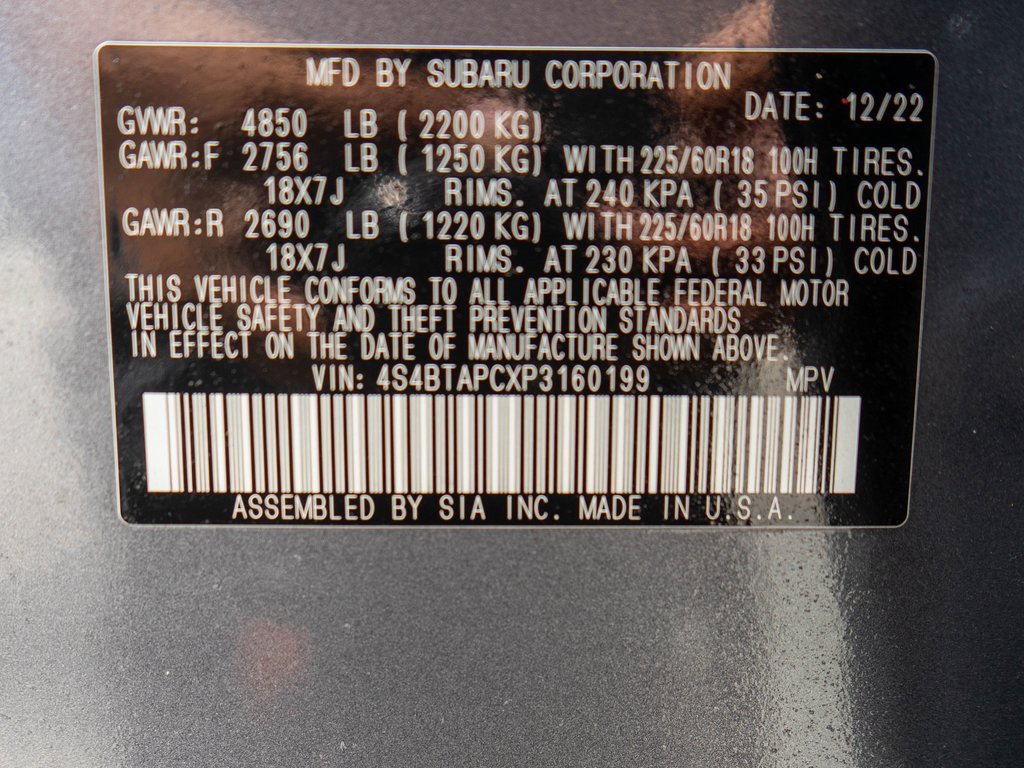 MFD BY SUBARU CORPORATION
DATE: 12/22
GVWR: 4850 LB ( 2200 KG)
GAWR:F 2756 LB ( 1250 KG) WITH 225/60R18 100H TIRES.
18X7J RIMS. AT 240 KPA ( 35 PSI) COLD
GAWR:R 2690 LB ( 1220 KG) WITH 225/60R18 100H TIRES.
18X7J RIMS. AT 230 KPA ( 33 PSI) COLD
THIS VEHICLE CONFORMS TO ALL APPLICABLE FEDERAL MOTOR
VEHICLE SAFETY AND THEFT PREVENTION STANDARDS
IN EFFECT ON THE DATE OF MANUFACTURE SHOWN ABOVE.
VIN: 4S4BTAPCXP3160199 MPV
ASSEMBLED BY SIA INC. MADE IN U.S.A.